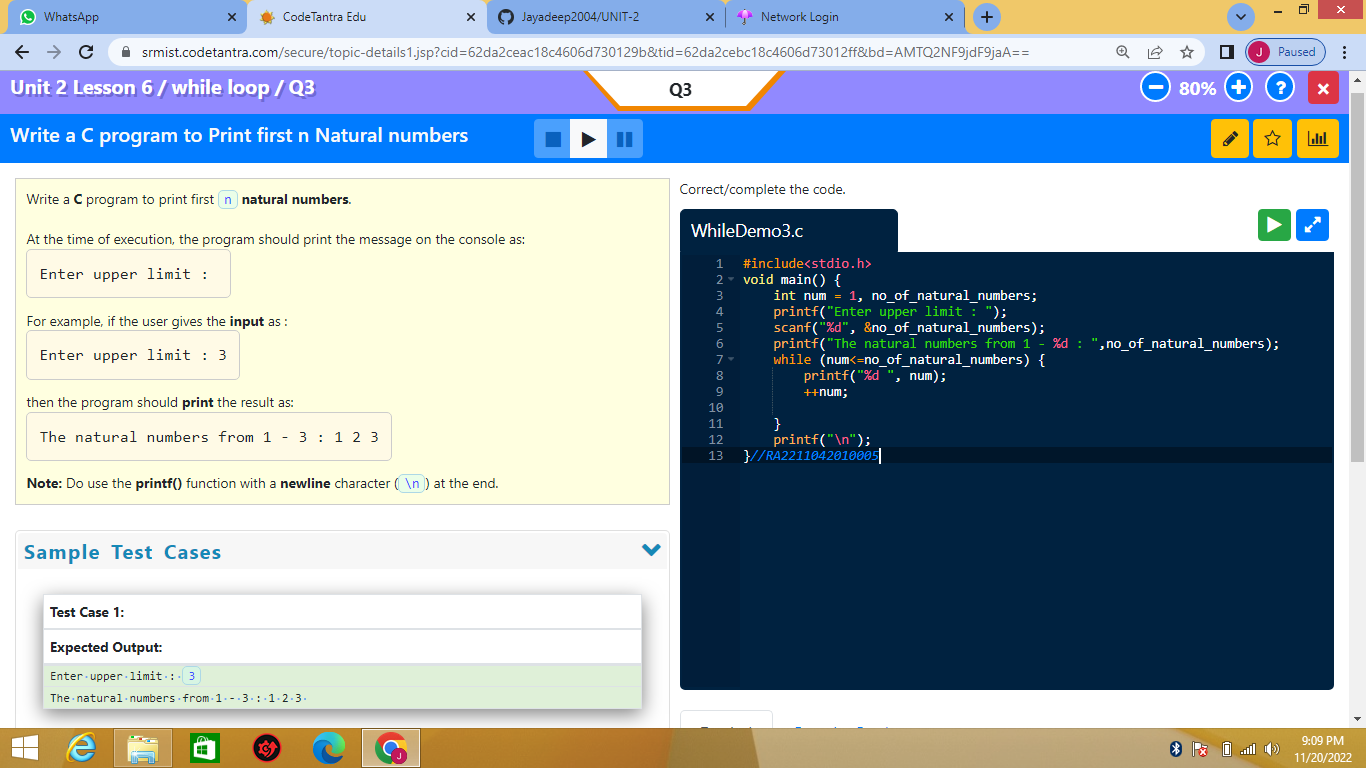 WhatsApp
CodeTantra Edu
Jayadeep2004/UNIT-2
Network Login
srmist.codetantra.com/secure/topic-details1.jsp?cid=62da2ceac18c4606d730129b&tid=62da2cebc18c4606d73012ff&bd=AMTQ2NF9jdF9jaA==
J Paused
Unit 2 Lesson 6 / while loop / Q3
Q3
80%
?
Write a C program to Print first n Natural numbers
Write a C program to print first n natural numbers.
At the time of execution, the program should print the message on the console as:
Enter upper limit :
For example, if the user gives the input as :
Enter upper limit : 3
then the program should print the result as:
The natural numbers from 1 - 3 : 1 2 3
Note: Do use the printf() function with a newline character (\n) at the end.
Sample Test Cases
Test Case 1:
Expected Output:
Enter·upper·limit·:·3
The·natural·numbers·from·1·-·3·:·1·2·3·
Correct/complete the code.
WhileDemo3.c
1 #include<stdio.h>
2 void main() {
3 int num = 1, no_of_natural_numbers;
4 printf("Enter upper limit : ");
5 scanf("%d", &no_of_natural_numbers);
6 printf("The natural numbers from 1 - %d : ",no_of_natural_numbers);
7 while (num<=no_of_natural_numbers) {
8 printf("%d ", num);
9 ++num;
10
11 }
12 printf("\n");
13 }//RA2211042010005
9:09 PM
11/20/2022